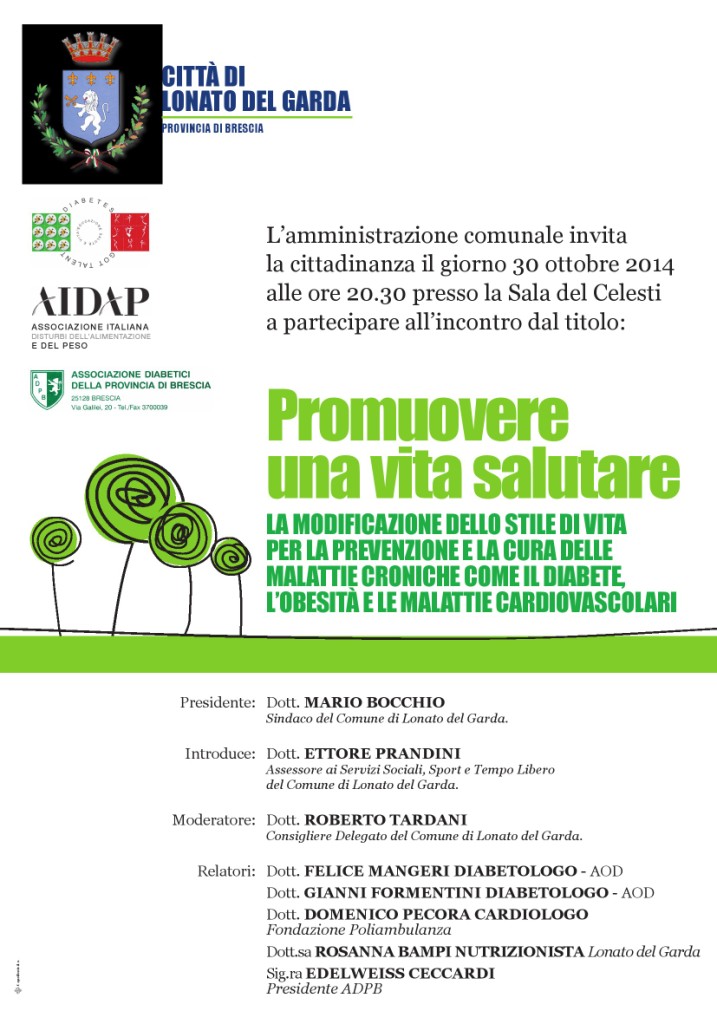 CITTÀ DI
LONATO DEL GARDA
PROVINCIA DI BRESCIA
DIABETES
GOT TALENT
AIDAP
ASSOCIAZIONE ITALIANA
DISTURBI DELL'ALIMENTAZIONE
E DEL PESO
ADPB
ASSOCIAZIONE DIABETICI
DELLA PROVINCIA DI BRESCIA
25128 BRESCIA
Via Galilei, 20 - Tel./Fax 3700039
L'amministrazione comunale invita
la cittadinanza il giorno 30 ottobre 2014
alle ore 20.30 presso la Sala del Celesti
a partecipare all'incontro dal titolo:
Promuovere
una vita salutare
LA MODIFICAZIONE DELLO STILE DI VITA
PER LA PREVENZIONE E LA CURA DELLE
MALATTIE CRONICHE COME IL DIABETE,
L'OBESITÀ E LE MALATTIE CARDIOVASCOLARI
Presidente: Dott. MARIO BOCCHIO
Sindaco del Comune di Lonato del Garda.
Introduce: Dott. ETTORE PRANDINI
Assessore ai Servizi Sociali, Sport e Tempo Libero
del Comune di Lonato del Garda.
Moderatore: Dott. ROBERTO TARDANI
Consigliere Delegato del Comune di Lonato del Garda.
Relatori: Dott. FELICE MANGERI DIABETOLOGO - AOD
Dott. GIANNI FORMENTINI DIABETOLOGO - AOD
Dott. DOMENICO PECORA CARDIOLOGO
Fondazione Poliambulanza
Dott.sa ROSANNA BAMPI NUTRIZIONISTA Lonato del Garda
Sig.ra EDELWEISS CECCARDI
Presidente ADPB